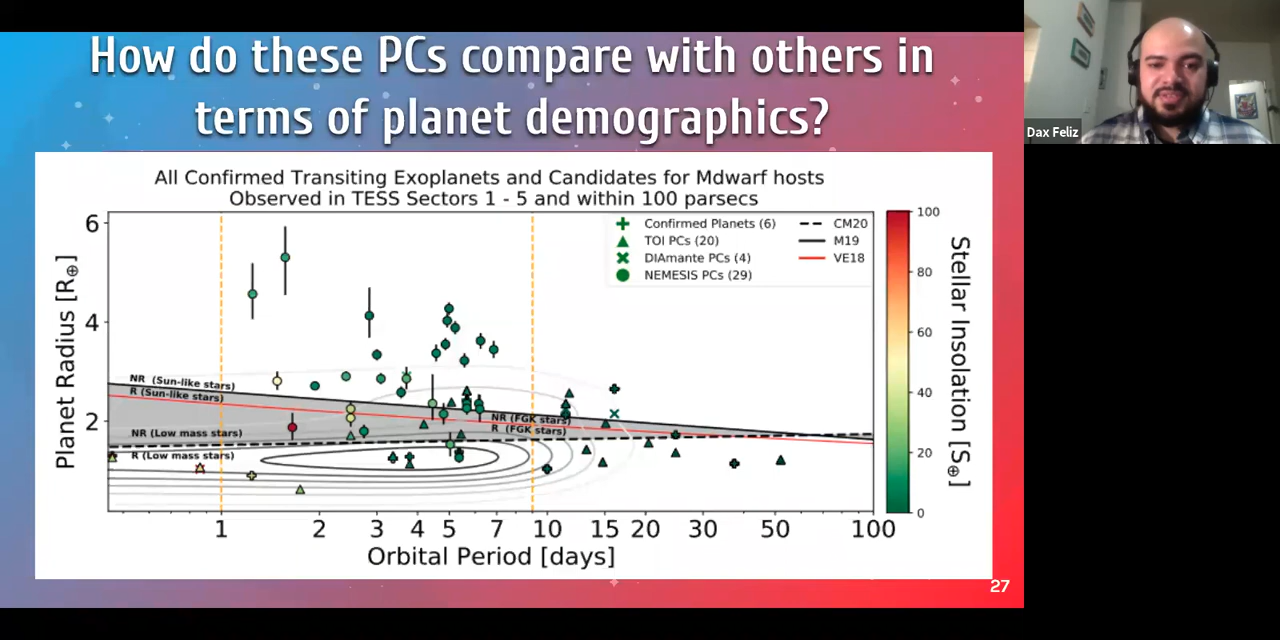 How do these PCs compare with others in
terms of planet demographics?
Dax Feliz
All Confirmed Transiting Exoplanets and Candidates for Mdwarf hosts
Observed in TESS Sectors 1 - 5 and within 100 parsecs
Planet Radius [R⊕]
6
4
2
Confirmed Planets (6)
TOI PCs (20)
DIAmante PCs (4)
NEMESIS PCs (29)
CM20
M19
VE18
NR (Sun-like stars)
R (Sun-like stars)
NR (Low mass stars)
R (Low mass stars)
NR (FGK stars)
R (FGK stars)
1 2 3 4 5 7 10 15 20 30 50 100
Orbital Period [days]
100
80
60
40
20
0
Stellar Insolation [S⊕]
27